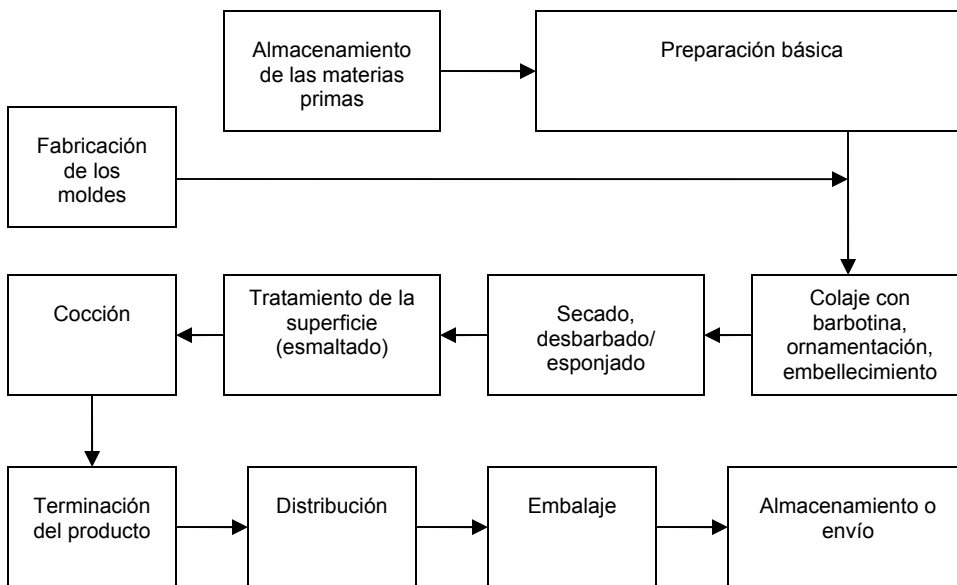 Almacenamiento
de las materias
primas
Preparación básica
Fabricación
de los
moldes
Colaje con
barbotina,
ornamentación,
embellecimiento
Secado,
desbarbado/
esponjado
Tratamiento de la
superficie
(esmaltado)
Cocción
Terminación
del producto
Distribución
Embalaje
Almacenamiento o
envío